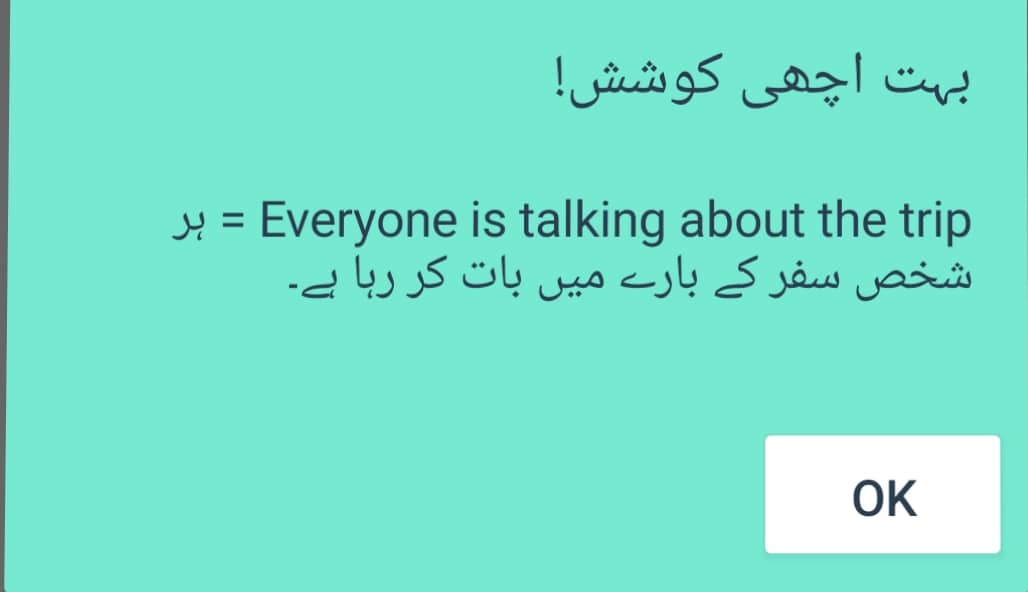 بہت اچھی کوشش!
Everyone is talking about the trip = ہر
شخص سفر کے بارے میں بات کر رہا ہے۔
OK